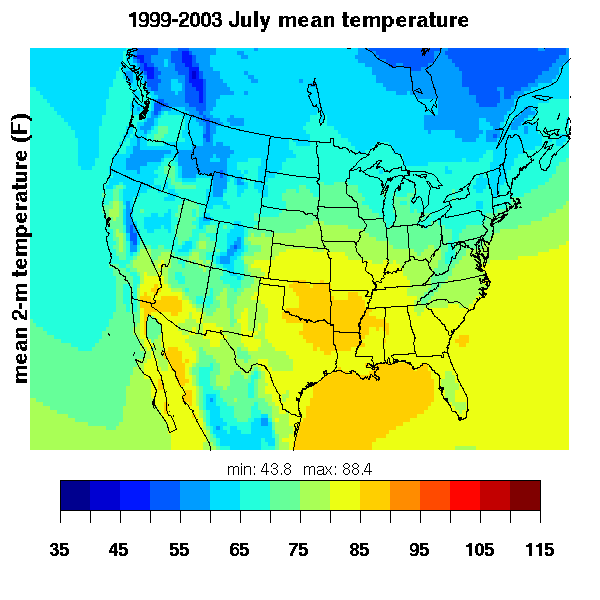 1999-2003 July mean temperature
mean 2-m temperature (F)
min: 43.8 max: 88.4
35 45 55 65 75 85 95 105 115